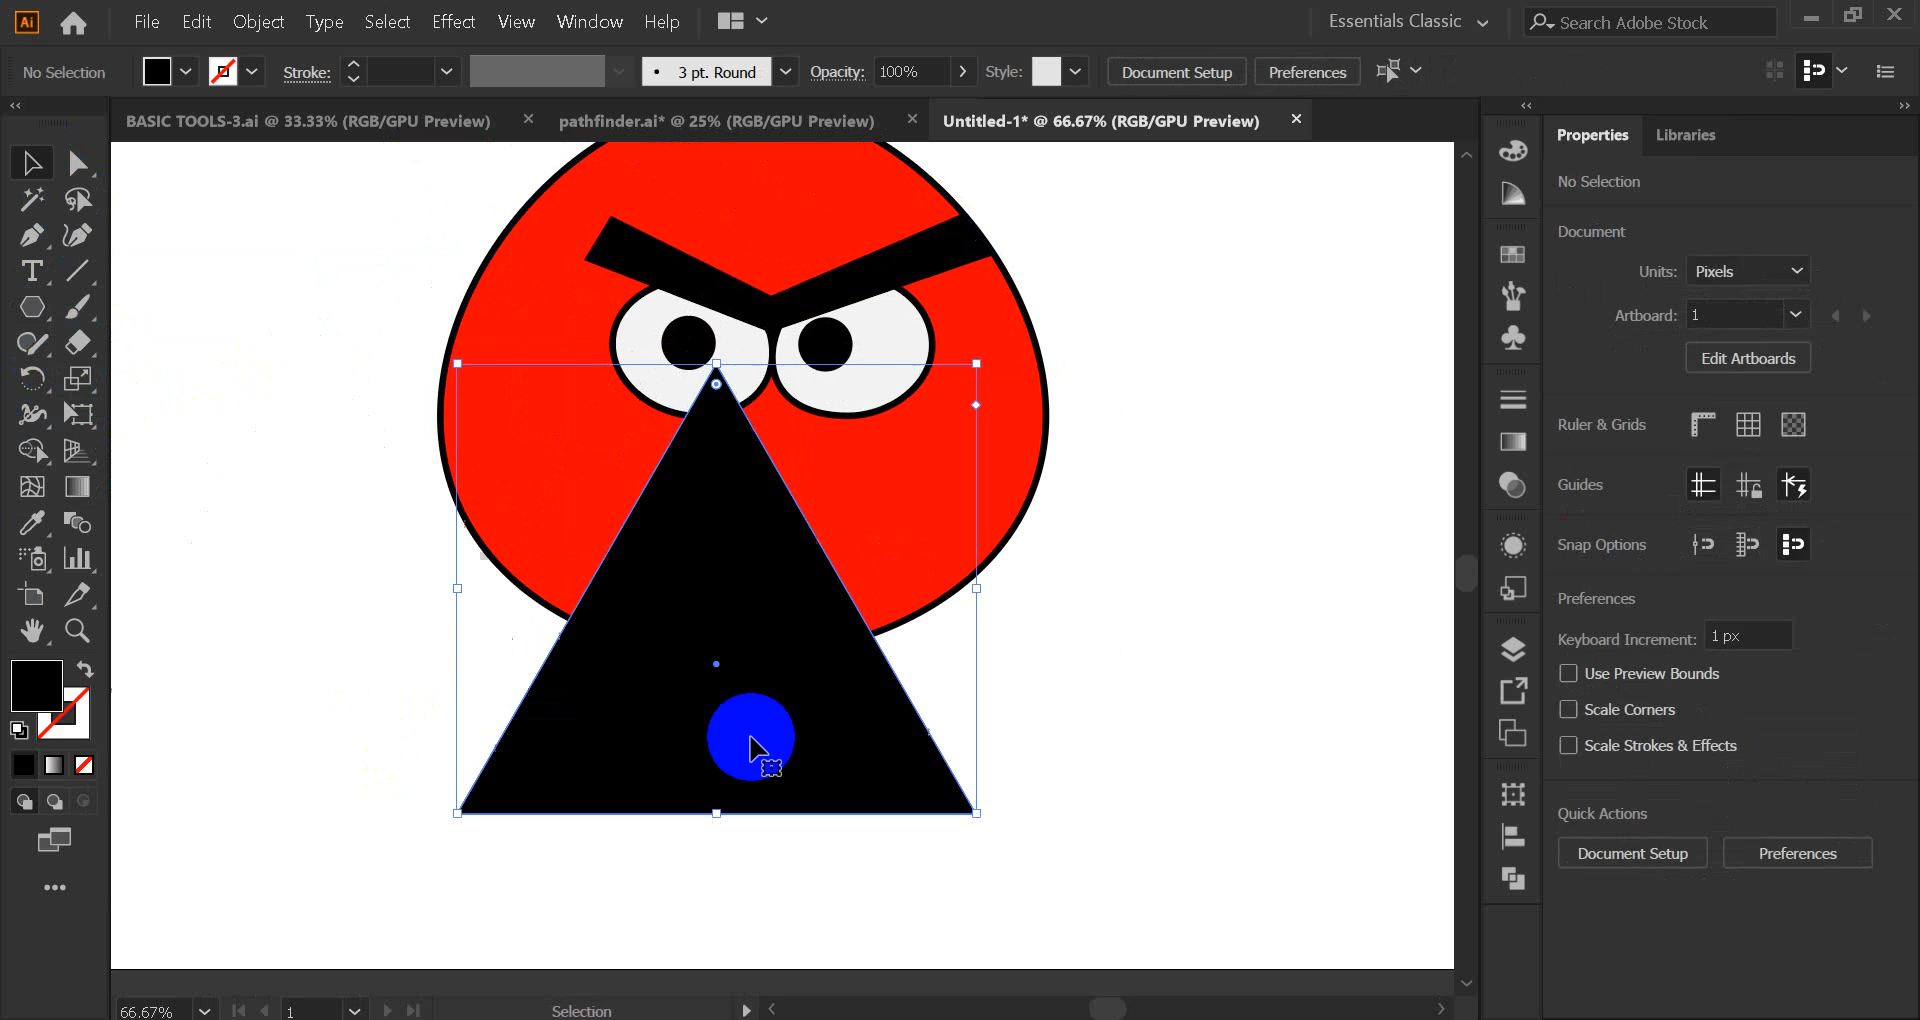 Ai File Edit Object Type Select Effect View Window Help Essentials Classic Search Adobe Stock
No Selection Stroke: 3 pt. Round Opacity: 100% Style: Document Setup Preferences
BASIC TOOLS-3.ai @ 33.33% (RGB/GPU Preview) pathfinder.ai* @ 25% (RGB/GPU Preview) Untitled-1* @ 66.67% (RGB/GPU Preview)
Properties Libraries
No Selection
Document
Units: Pixels
Artboard: 1
Edit Artboards
Ruler & Grids
Guides
Snap Options
Preferences
Keyboard Increment: 1 px
Use Preview Bounds
Scale Corners
Scale Strokes & Effects
Quick Actions
Document Setup Preferences
66.67% 1 Selection